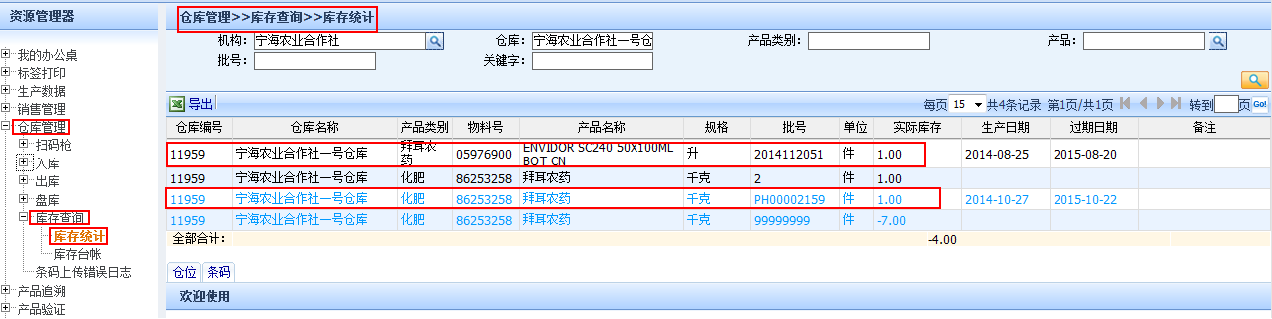 资源管理器
我的办公桌
标签打印
生产数据
销售管理
仓库管理
扫码枪
入库
出库
盘库
库存查询
库存统计
库存台帐
条码上传错误日志
产品追溯
产品验证
仓库管理>>库存查询>>库存统计
机构: 宁海农业合作社 仓库: 宁海农业合作社一号仓 产品类别: 产品:
批号: 关键字:
导出 每页 15 共4条记录 第1页/共1页 转到 页 Go!
仓库编号 仓库名称 产品类别 物料号 产品名称 规格 批号 单位 实际库存 生产日期 过期日期 备注
11959 宁海农业合作社一号仓库 拜耳农药 05976900 ENVIDOR SC240 50X100ML BOT CN 升 2014112051 件 1.00 2014-08-25 2015-08-20
11959 宁海农业合作社一号仓库 化肥 86253258 拜耳农药 千克 2 件 1.00
11959 宁海农业合作社一号仓库 化肥 86253258 拜耳农药 千克 PH00002159 件 1.00 2014-10-27 2015-10-22
11959 宁海农业合作社一号仓库 化肥 86253258 拜耳农药 千克 99999999 件 -7.00
全部合计: -4.00
仓位 条码
欢迎使用